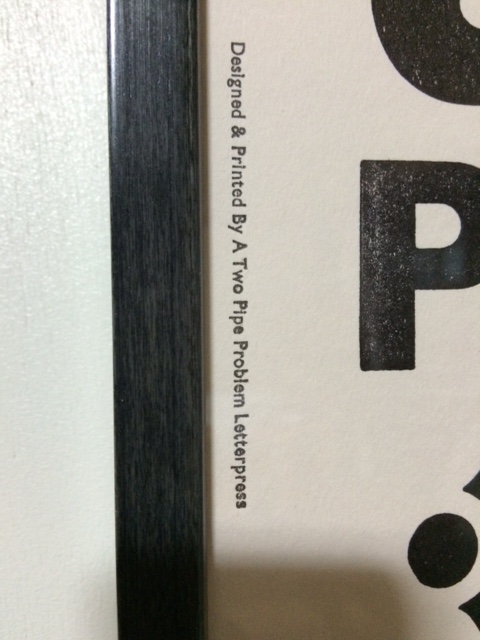 Designed & Printed By A Two Pipe Problem Letterpress
P